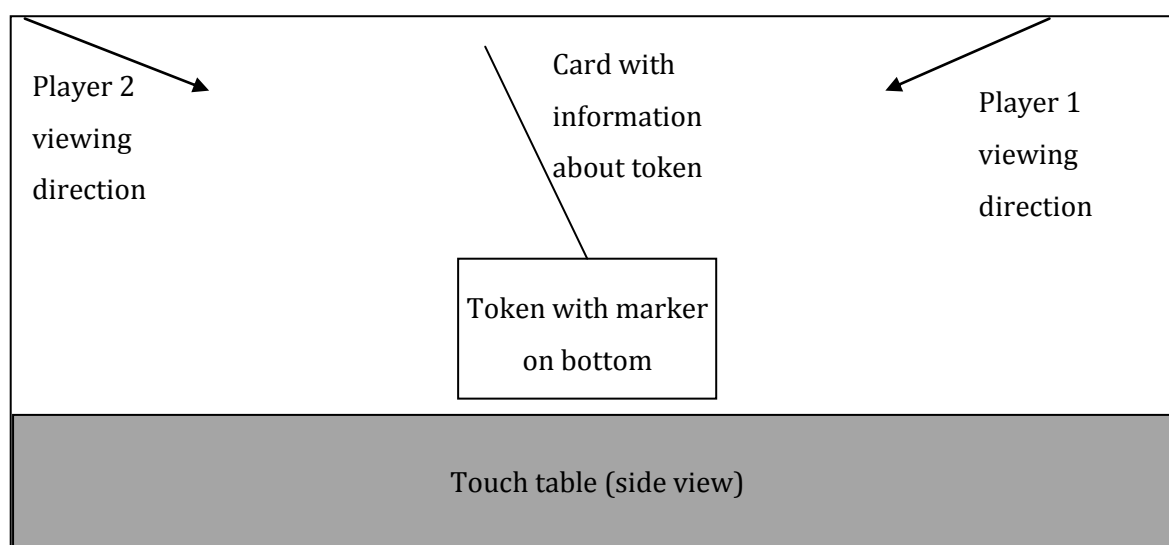 Player 2
viewing
direction
Card with
information
about token
Player 1
viewing
direction
Token with marker
on bottom
Touch table (side view)